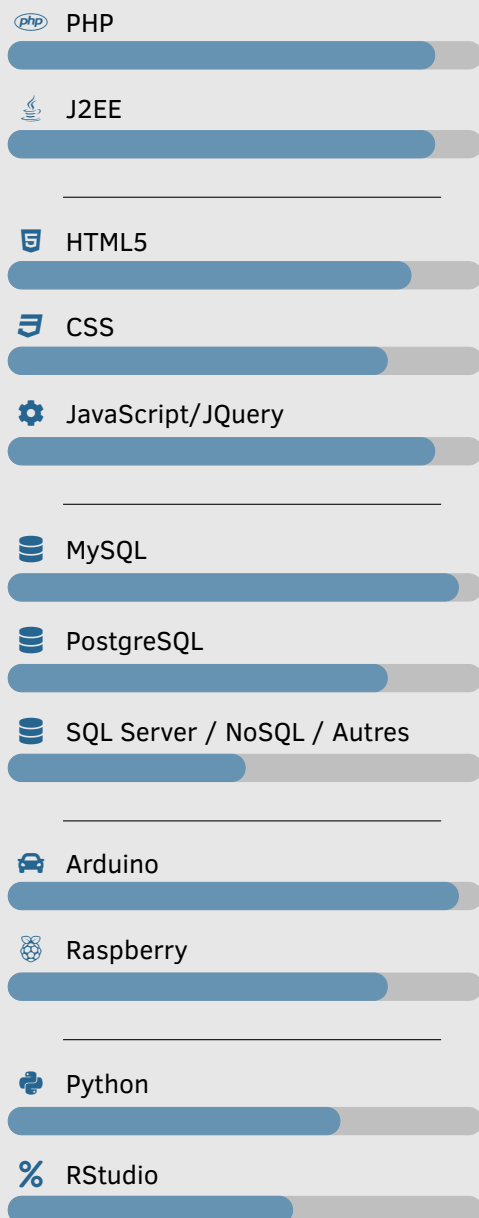 php PHP
J2EE
HTML5
CSS
JavaScript/JQuery
MySQL
PostgreSQL
SQL Server / NoSQL / Autres
Arduino
Raspberry
Python
RStudio